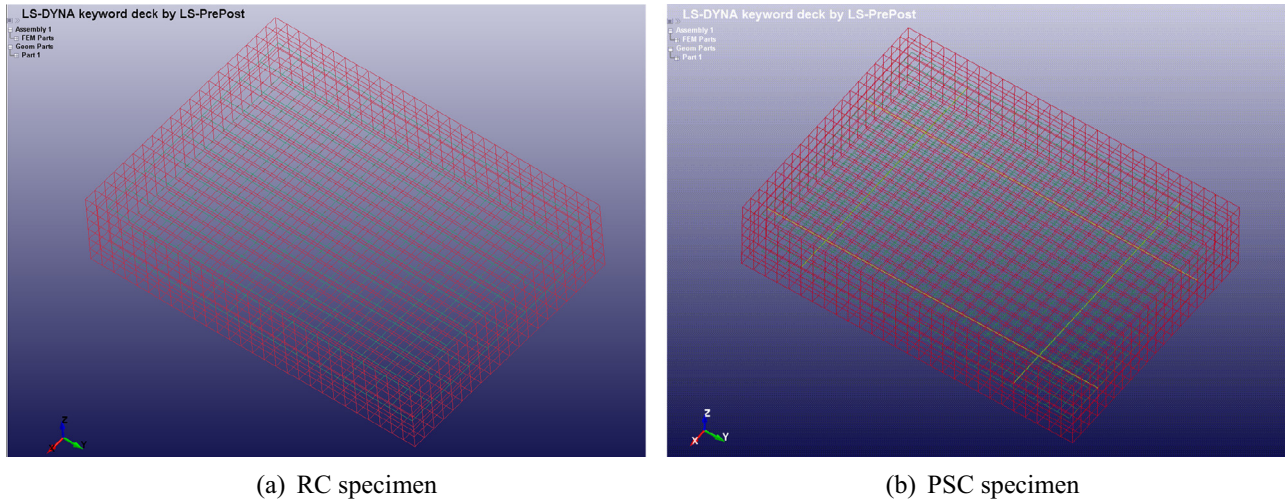 LS-DYNA keyword deck by LS-PrePost
Assembly 1
FEM Parts
Geom Parts
Part 1
Z
X
Y
(a) RC specimen
LS-DYNA keyword deck by LS-PrePost
Assembly 1
FEM Parts
Geom Parts
Part 1
Z
X
Y
(b) PSC specimen